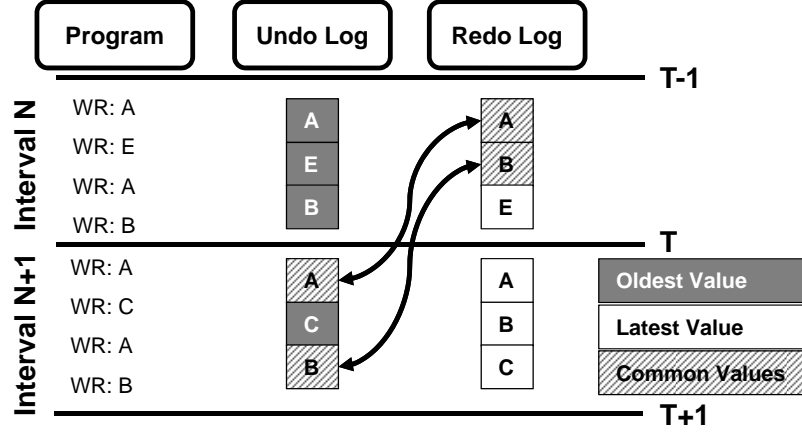 Program Undo Log Redo Log
T-1
Interval N
WR: A
WR: E
WR: A
WR: B
A
E
B
A
B
E
T
Interval N+1
WR: A
WR: C
WR: A
WR: B
A
C
B
A
B
C
Oldest Value
Latest Value
Common Values
T+1